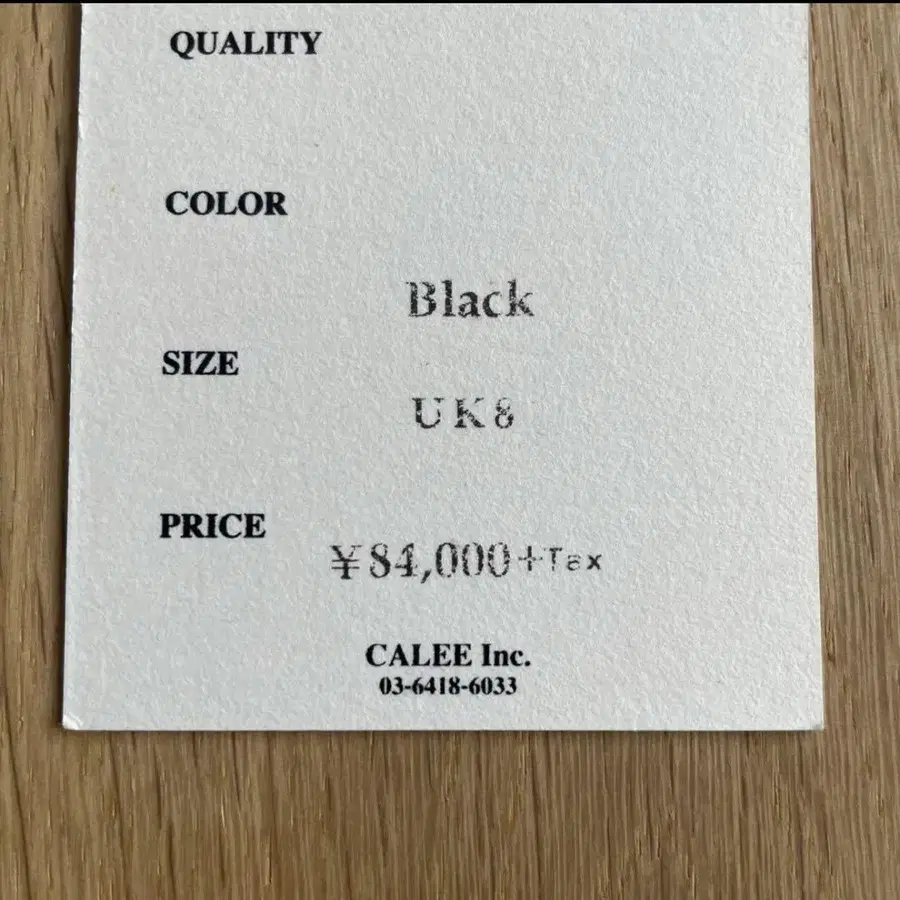 QUALITY
COLOR
Black
SIZE
UK8
PRICE
¥84,000+Tax
CALEE Inc.
03-6418-6033